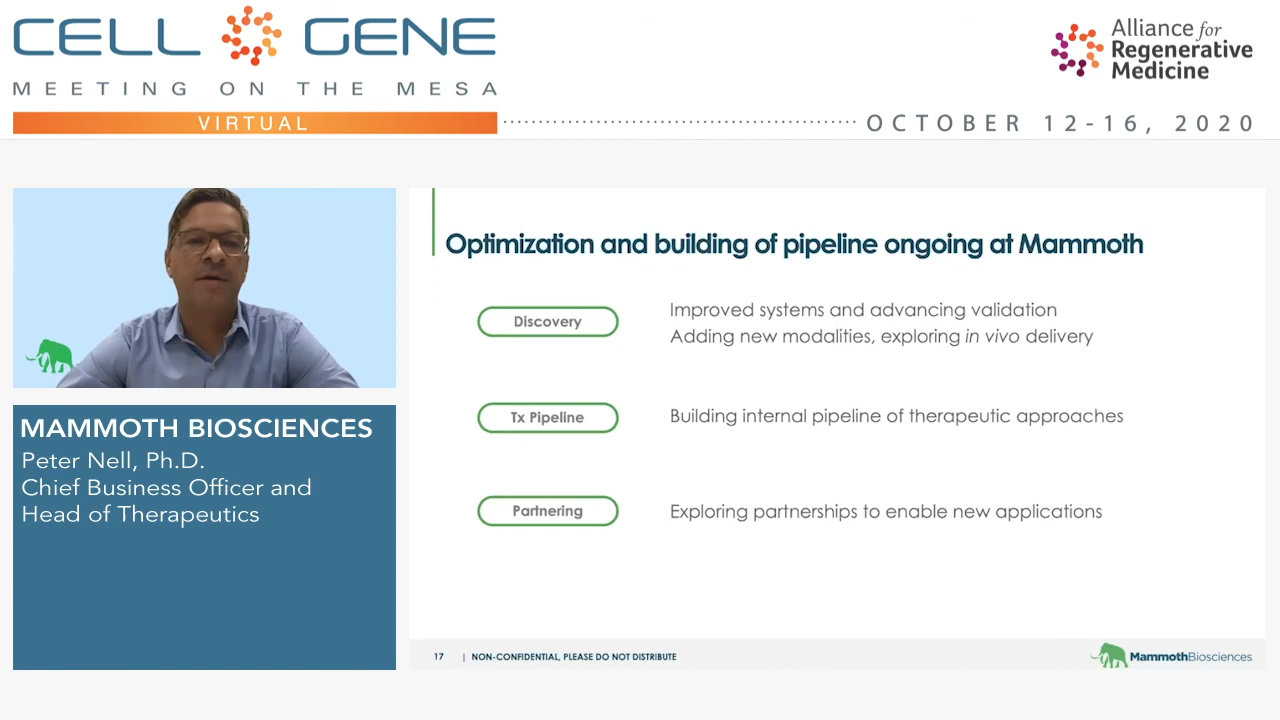 CELL GENE
MEETING ON THE MESA
VIRTUAL
Alliance for
Regenerative
Medicine
OCTOBER 12-16, 2020
MAMMOTH BIOSCIENCES
Peter Nell, Ph.D.
Chief Business Officer and
Head of Therapeutics
Optimization and building of pipeline ongoing at Mammoth
Discovery
Improved systems and advancing validation
Adding new modalities, exploring in vivo delivery
Tx Pipeline
Building internal pipeline of therapeutic approaches
Partnering
Exploring partnerships to enable new applications
17 | NON-CONFIDENTIAL, PLEASE DO NOT DISTRIBUTE
MammothBiosciences